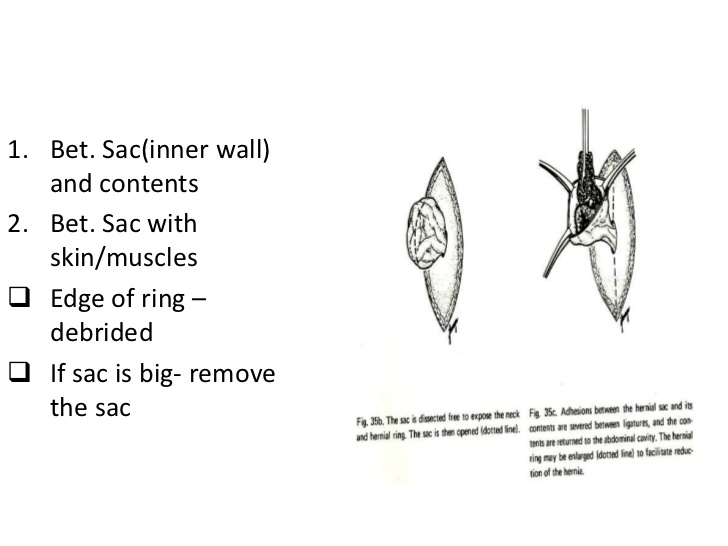 1. Bet. Sac(inner wall)
and contents
2. Bet. Sac with
skin/muscles
❑ Edge of ring –
debrided
❑ If sac is big- remove
the sac
Fig. 35b. The sac is dissected free to expose the neck
and hernial ring. The sac is then opened (dotted line).
Fig. 35c. Adhesions between the hernial sac and its
contents are severed between ligatures, and the con-
tents are returned to the abdominal cavity. The hernial
ring may be enlarged (dotted line) to facilitate reduc-
tion of the hernia.